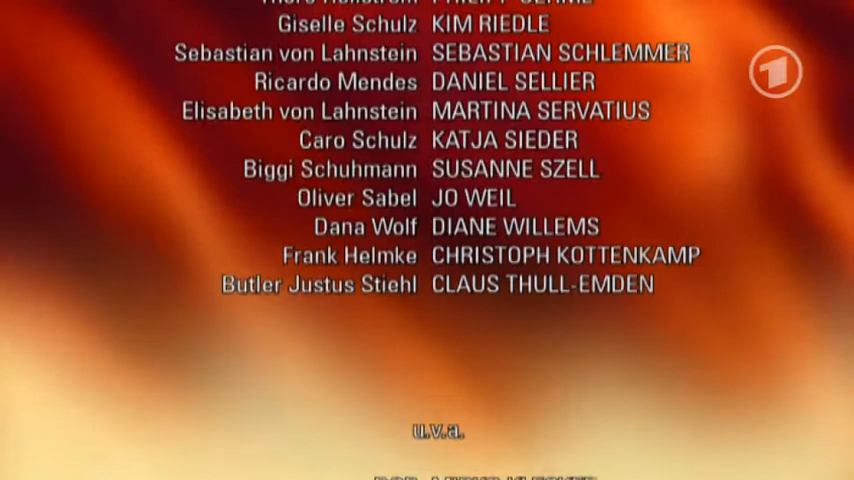 Giselle Schulz KIM RIEDLE
Sebastian von Lahnstein SEBASTIAN SCHLEMMER
Ricardo Mendes DANIEL SELLIER
Elisabeth von Lahnstein MARTINA SERVATIUS
Caro Schulz KATJA SIEDER
Biggi Schuhmann SUSANNE SZELL
Oliver Sabel JO WEIL
Dana Wolf DIANE WILLEMS
Frank Helmke CHRISTOPH KOTTENKAMP
Butler Justus Stiehl CLAUS THULL-EMDEN
u.v.a.
1